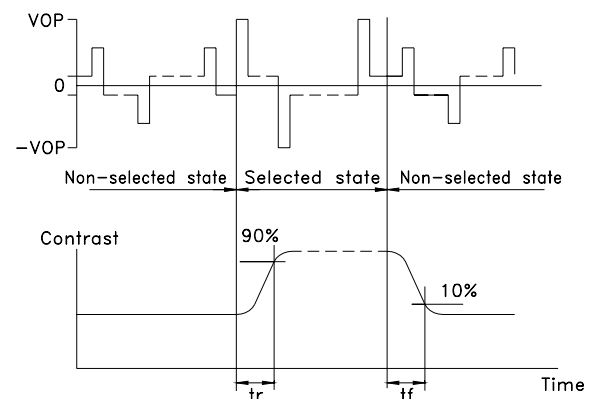 VOP
0
-VOP
Non-selected state Selected state Non-selected state
Contrast
90%
10%
Time
tr tf